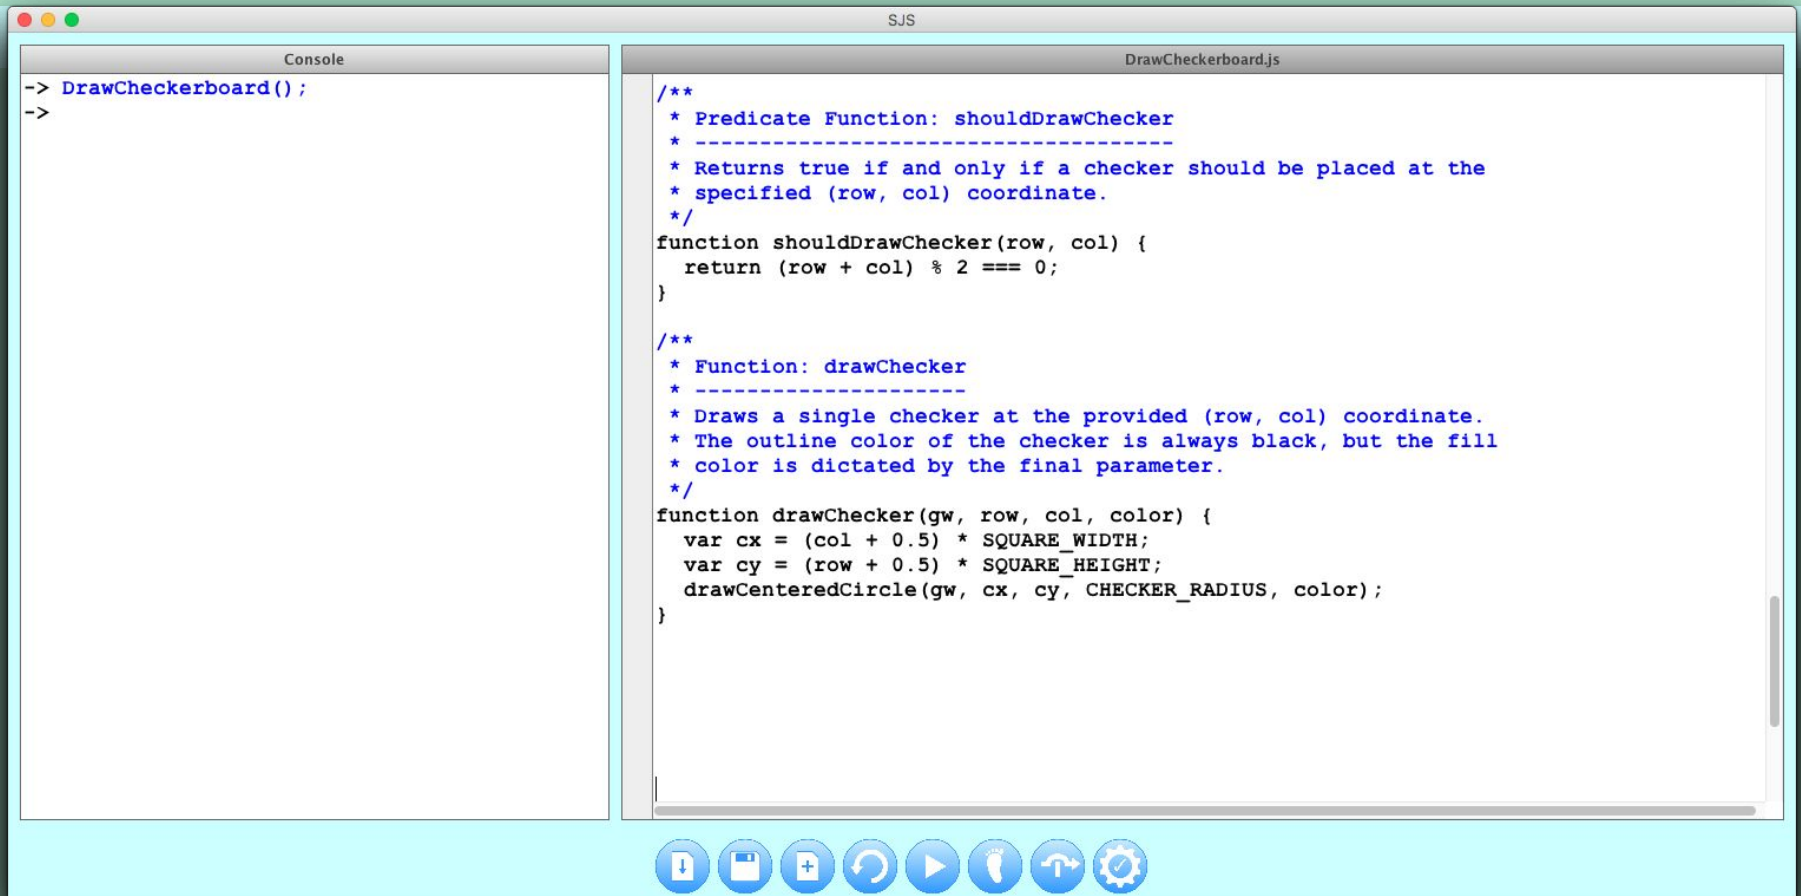 SJS
Console
-> DrawCheckerboard();
->
DrawCheckerboard.js
/**
 * Predicate Function: shouldDrawChecker
 * -------------------------------------
 * Returns true if and only if a checker should be placed at the
 * specified (row, col) coordinate.
 */
function shouldDrawChecker(row, col) {
  return (row + col) % 2 === 0;
}
/**
 * Function: drawChecker
 * ---------------------
 * Draws a single checker at the provided (row, col) coordinate.
 * The outline color of the checker is always black, but the fill
 * color is dictated by the final parameter.
 */
function drawChecker(gw, row, col, color) {
  var cx = (col + 0.5) * SQUARE_WIDTH;
  var cy = (row + 0.5) * SQUARE_HEIGHT;
  drawCenteredCircle(gw, cx, cy, CHECKER_RADIUS, color);
}